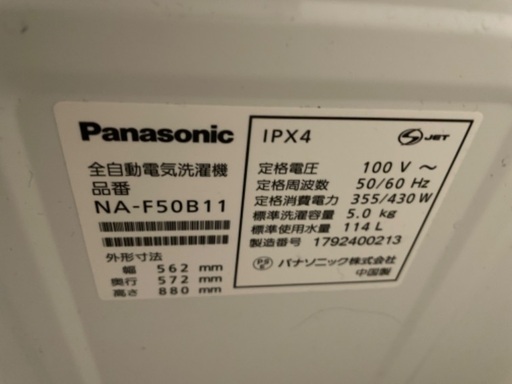 Panasonic
全自動電気洗濯機
品番
NA-F50B11
外形寸法
幅 562 mm
奥行 572 mm
高さ 880 mm
IPX4
S JET
定格電圧 100 V ～
定格周波数 50/60 Hz
定格消費電力 355/430 W
標準洗濯容量 5.0 kg
標準使用水量 114 L
製造番号 1792400213
PS E パナソニック株式会社
中国製